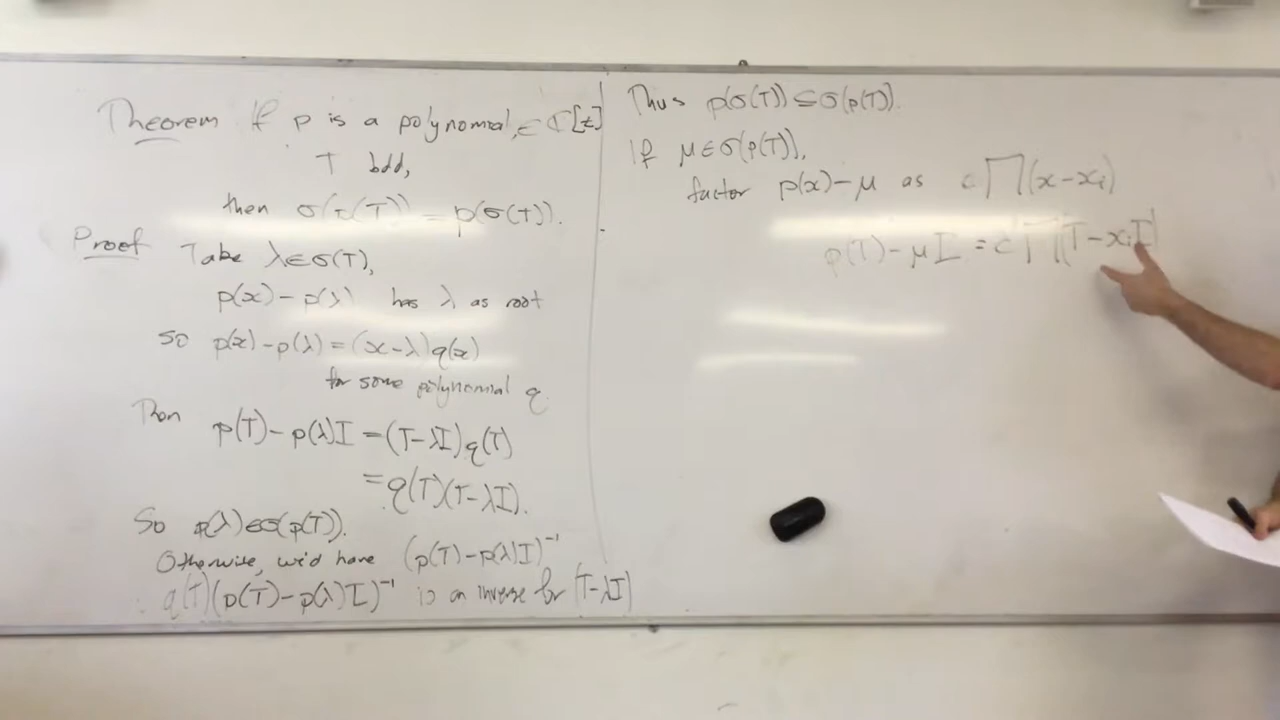 Theorem If p is a polynomial, ∈ ℂ[z]
T bdd,
then σ(p(T)) = p(σ(T)).
Proof Take λ∈σ(T),
p(x)-p(λ) has λ as root
so p(x)-p(λ) = (x-λ)q(x)
for some polynomial q.
Then p(T)-p(λ)I = (T-λI)q(T)
= q(T)(T-λI).
So p(λ)∈σ(p(T)).
Otherwise, we'd have (p(T)-p(λ)I)⁻¹
q(T)(p(T)-p(λ)I)⁻¹ is an inverse for (T-λI)
Thus p(σ(T)) ⊆ σ(p(T)).
If μ∈σ(p(T)),
factor p(x)-μ as c∏(x-xᵢ)
p(T)-μI = c∏(T-xᵢI)